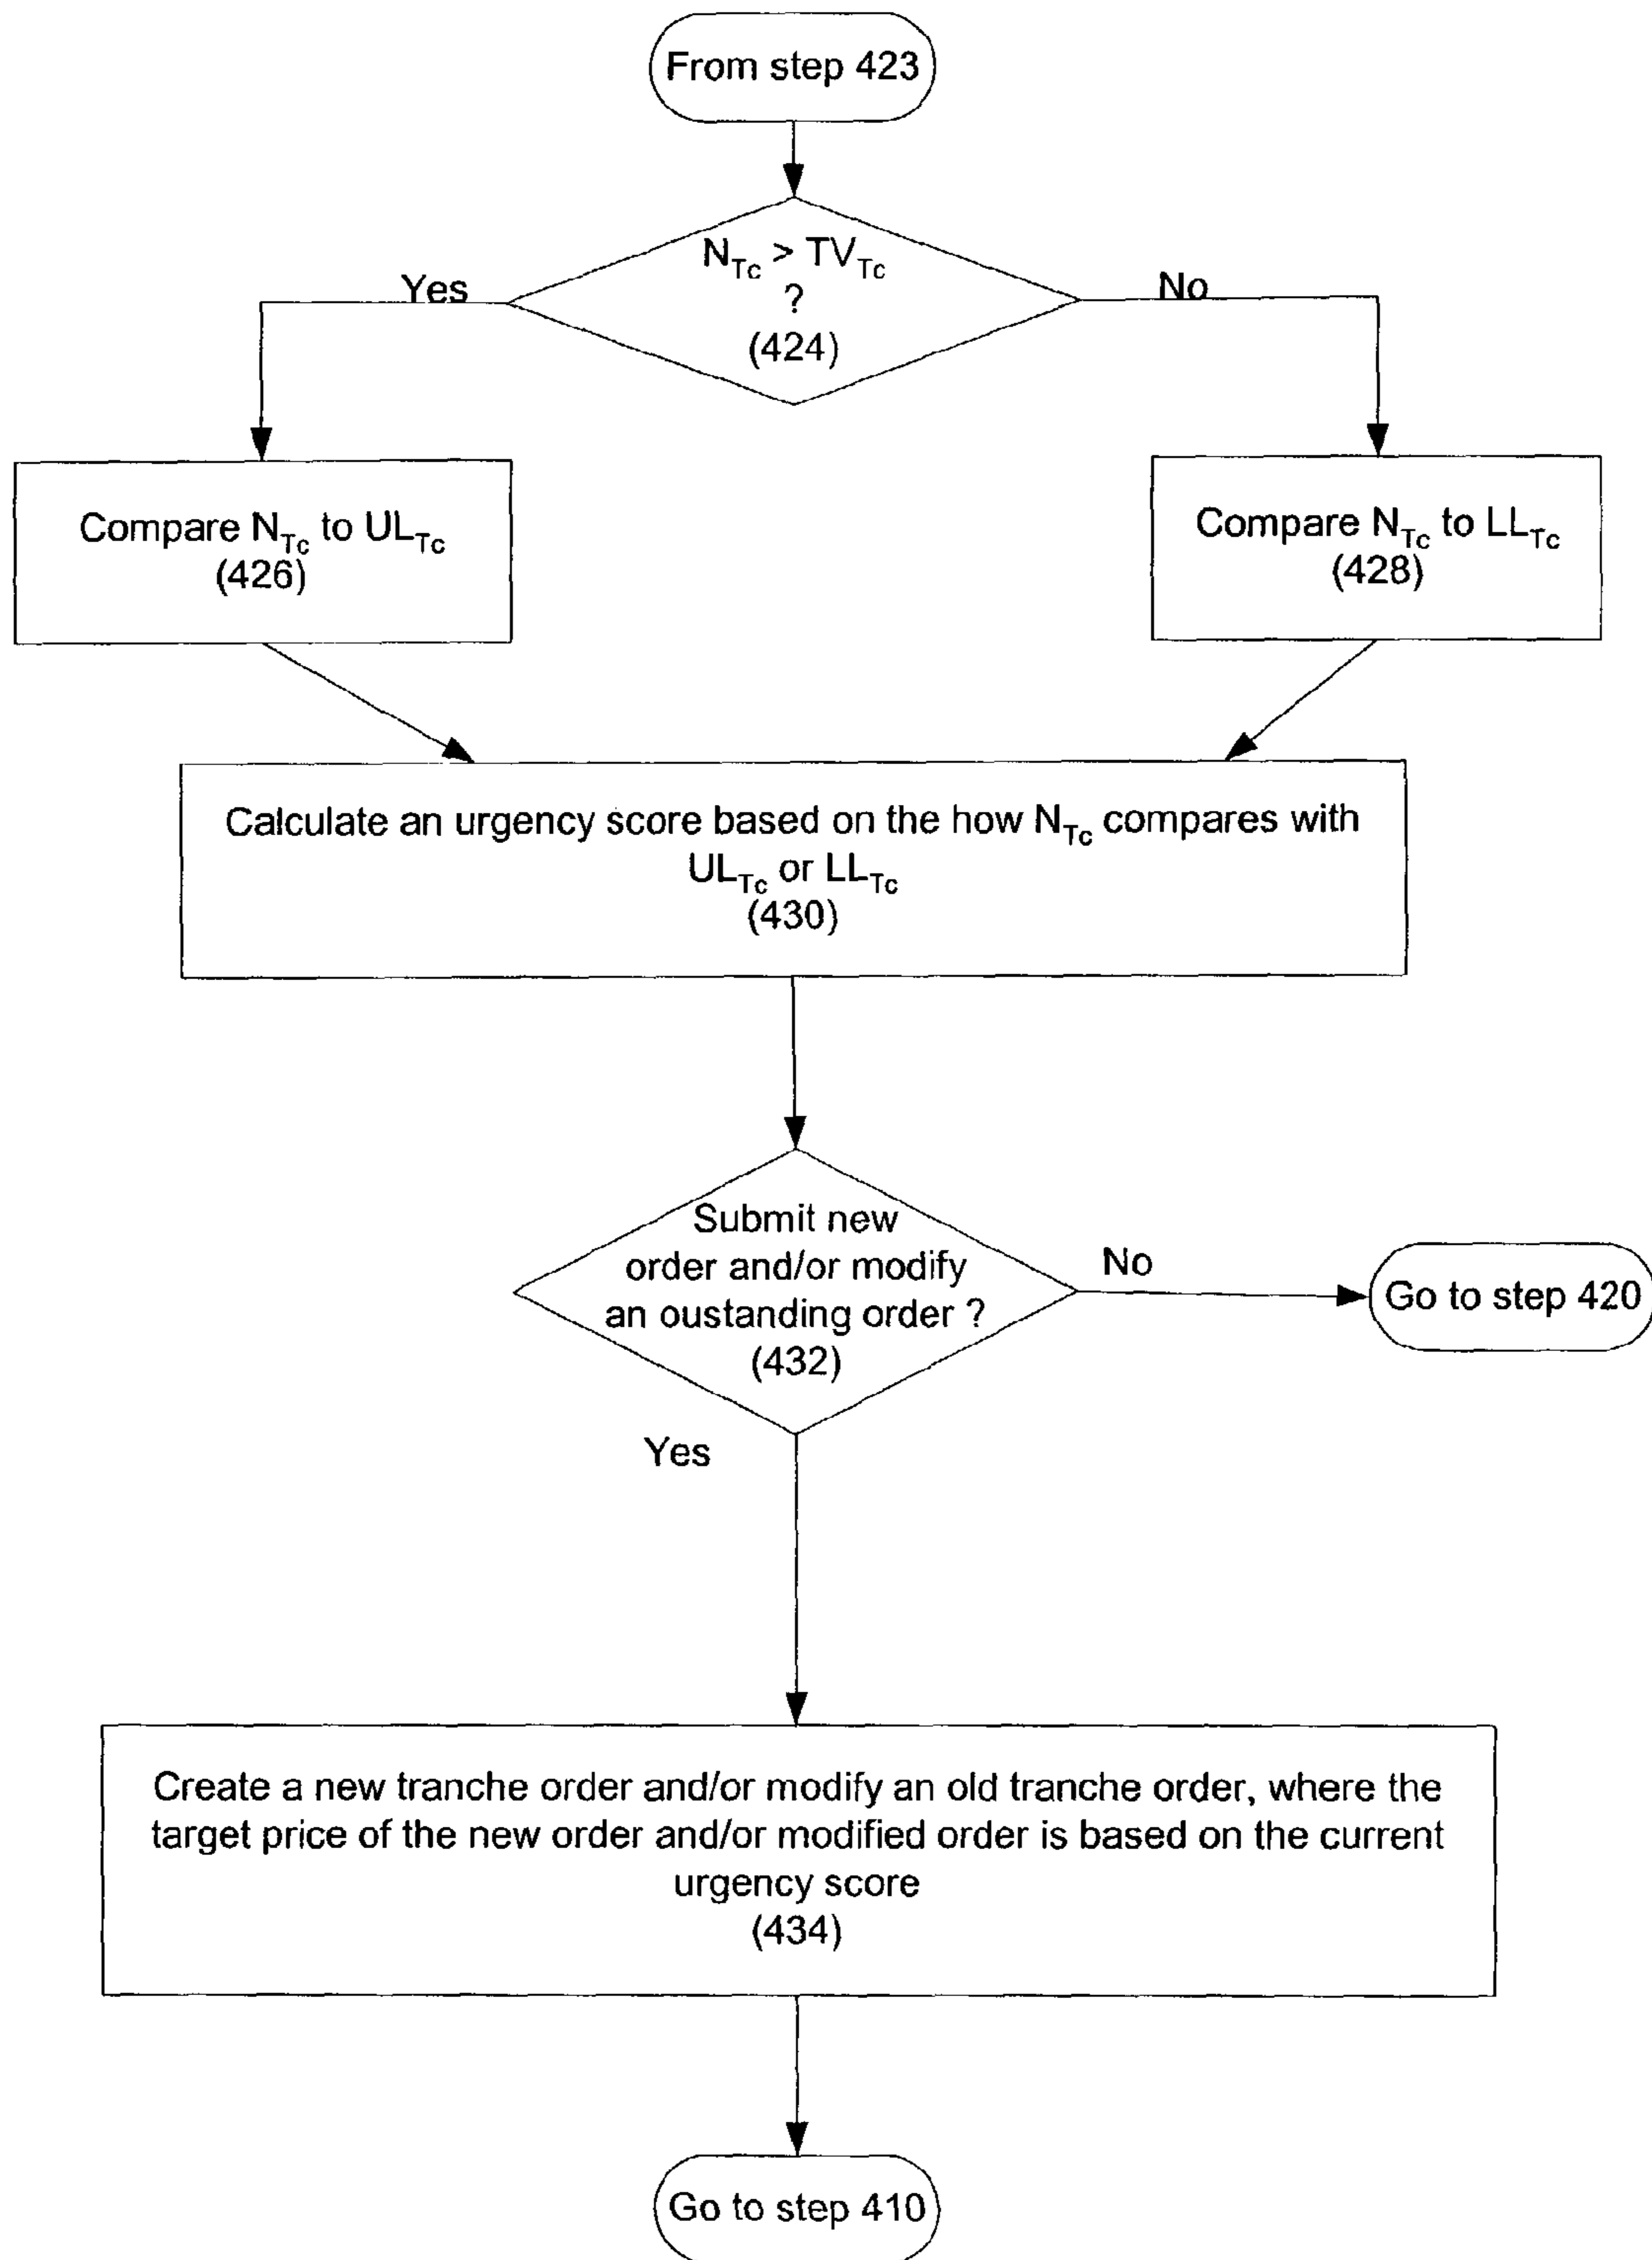 From step 423
N_Tc > TV_Tc
?
(424)
Yes
No
Compare N_Tc to UL_Tc
(426)
Compare N_Tc to LL_Tc
(428)
Calculate an urgency score based on the how N_Tc compares with
UL_Tc or LL_Tc
(430)
Submit new
order and/or modify
an oustanding order ?
(432)
No
Go to step 420
Yes
Create a new tranche order and/or modify an old tranche order, where the
target price of the new order and/or modified order is based on the current
urgency score
(434)
Go to step 410